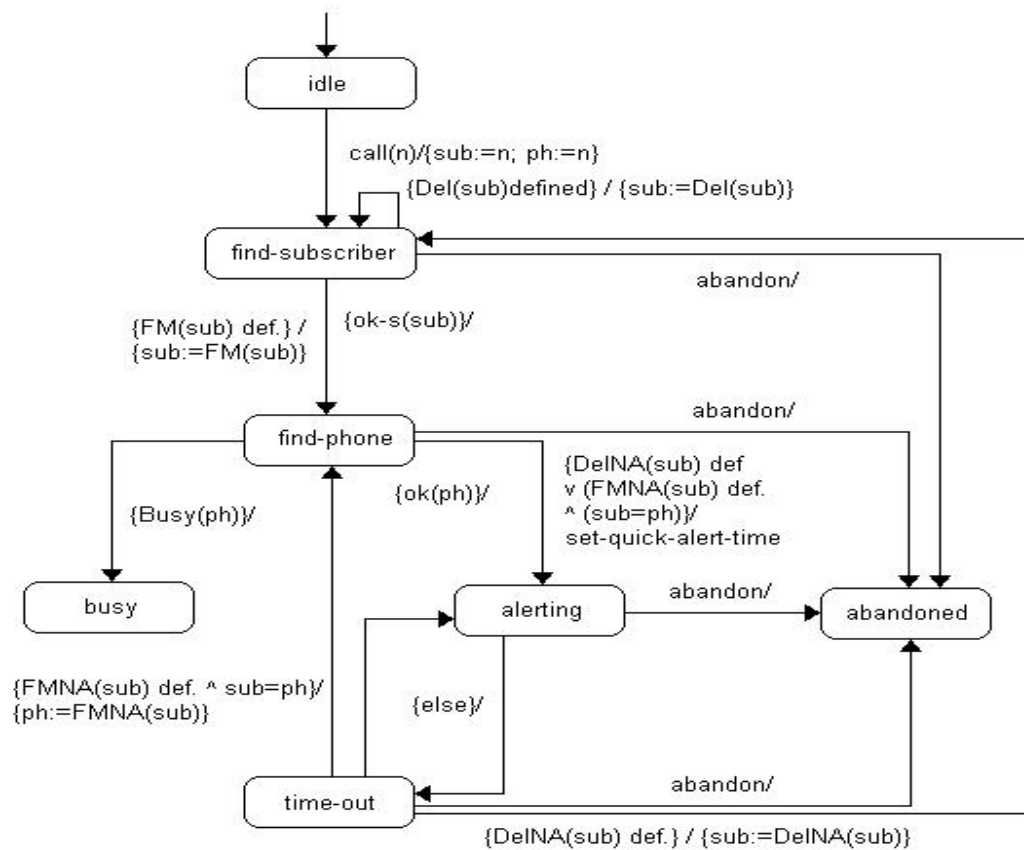 idle
call(n)/{sub:=n; ph:=n}
{Del(sub)defined} / {sub:=Del(sub)}
find-subscriber
abandon/
{FM(sub) def.} /
{sub:=FM(sub)}
{ok-s(sub)}/
abandon/
find-phone
{Busy(ph)}/
{ok(ph)}/
{DelNA(sub) def
v (FMNA(sub) def.
^ (sub=ph)}/
set-quick-alert-time
busy
alerting
abandon/
abandoned
{FMNA(sub) def. ^ sub=ph}/
{ph:=FMNA(sub)}
{else}/
time-out
abandon/
{DelNA(sub) def.} / {sub:=DelNA(sub)}